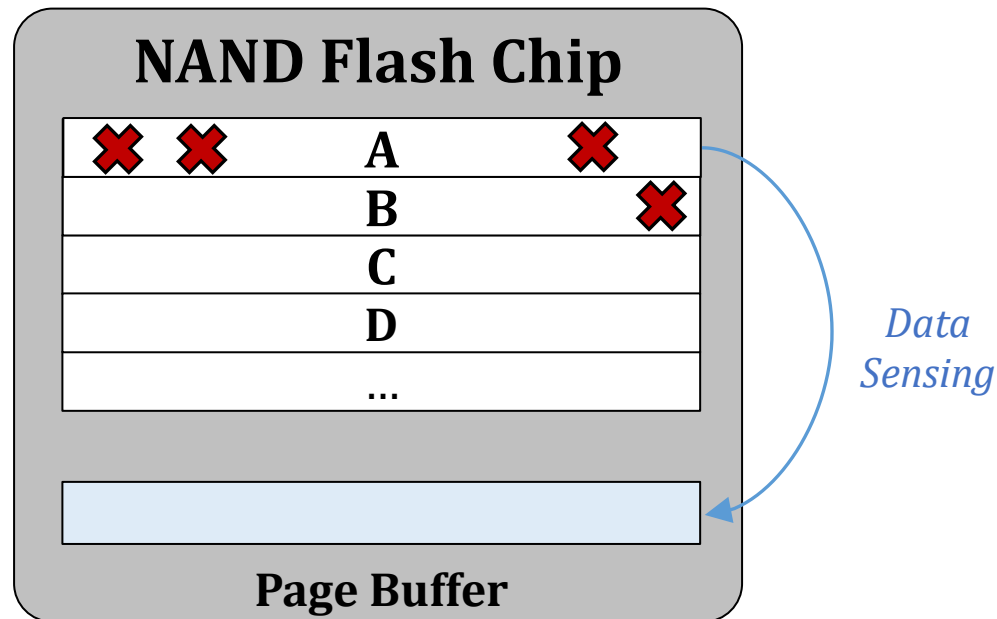 NAND Flash Chip
A
B
C
D
...
Data
Sensing
Page Buffer